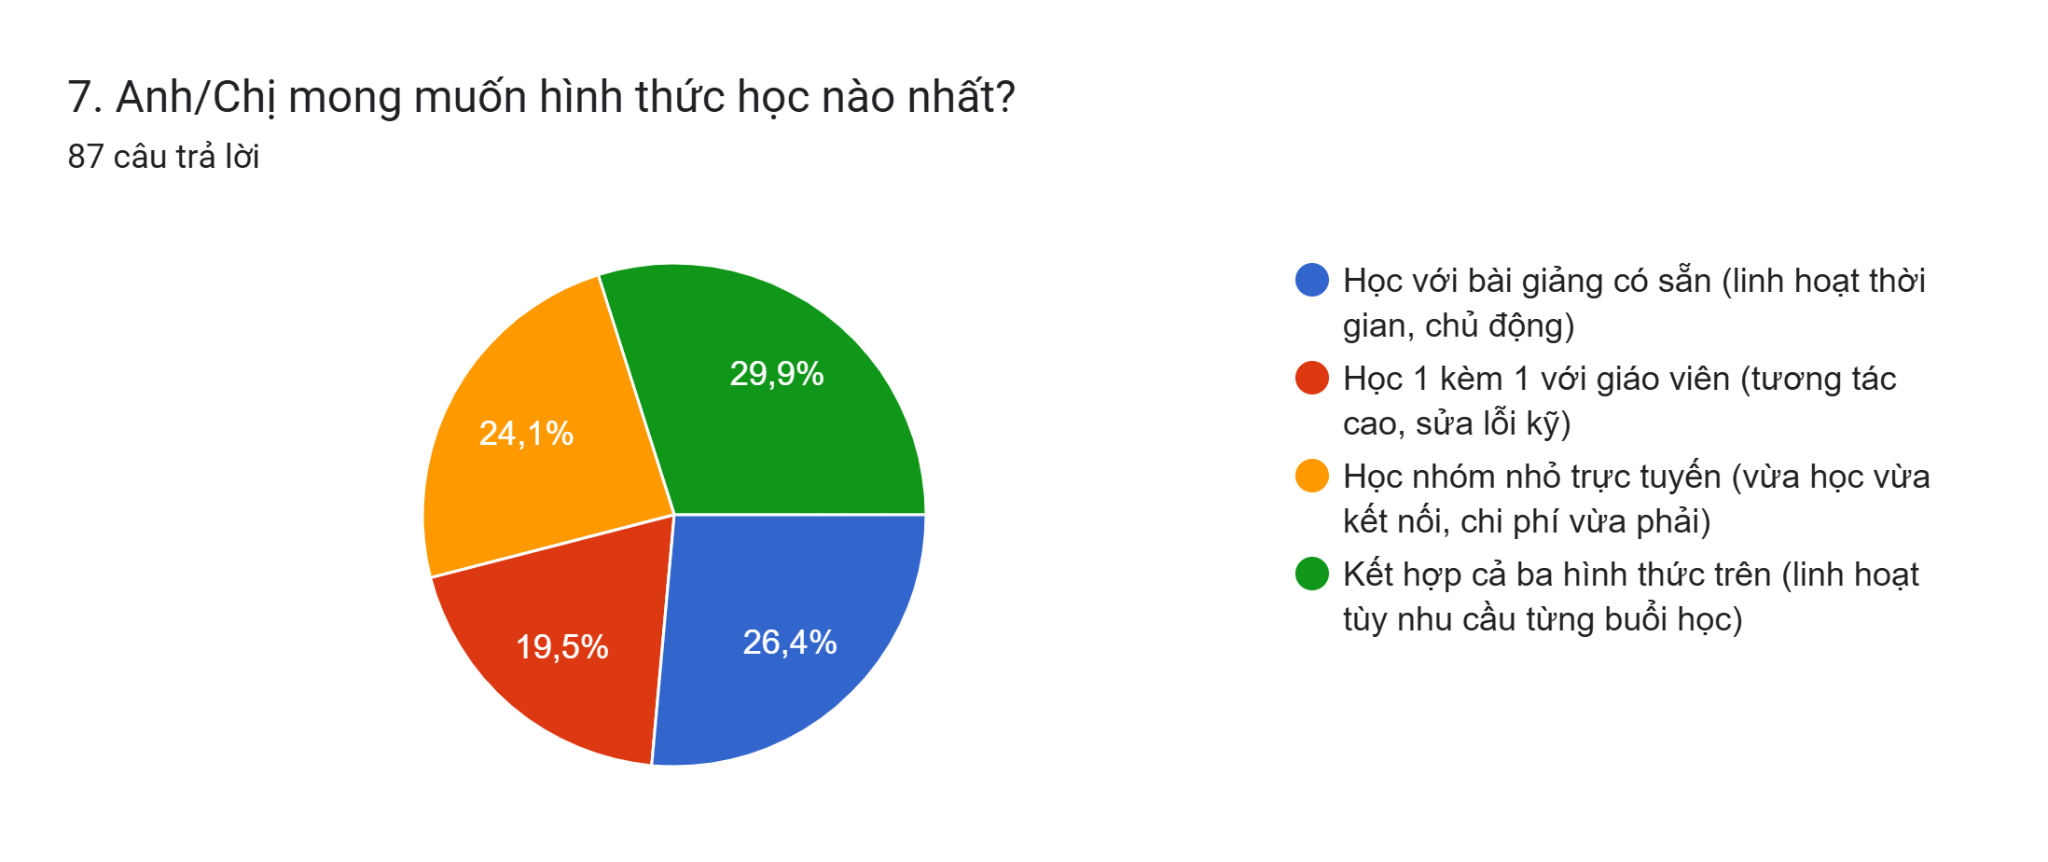 7. Anh/Chị mong muốn hình thức học nào nhất?
87 câu trả lời
29,9%
24,1%
19,5%
26,4%
Học với bài giảng có sẵn (linh hoạt thời
gian, chủ động)
Học 1 kèm 1 với giáo viên (tương tác
cao, sửa lỗi kỹ)
Học nhóm nhỏ trực tuyến (vừa học vừa
kết nối, chi phí vừa phải)
Kết hợp cả ba hình thức trên (linh hoạt
tùy nhu cầu từng buổi học)